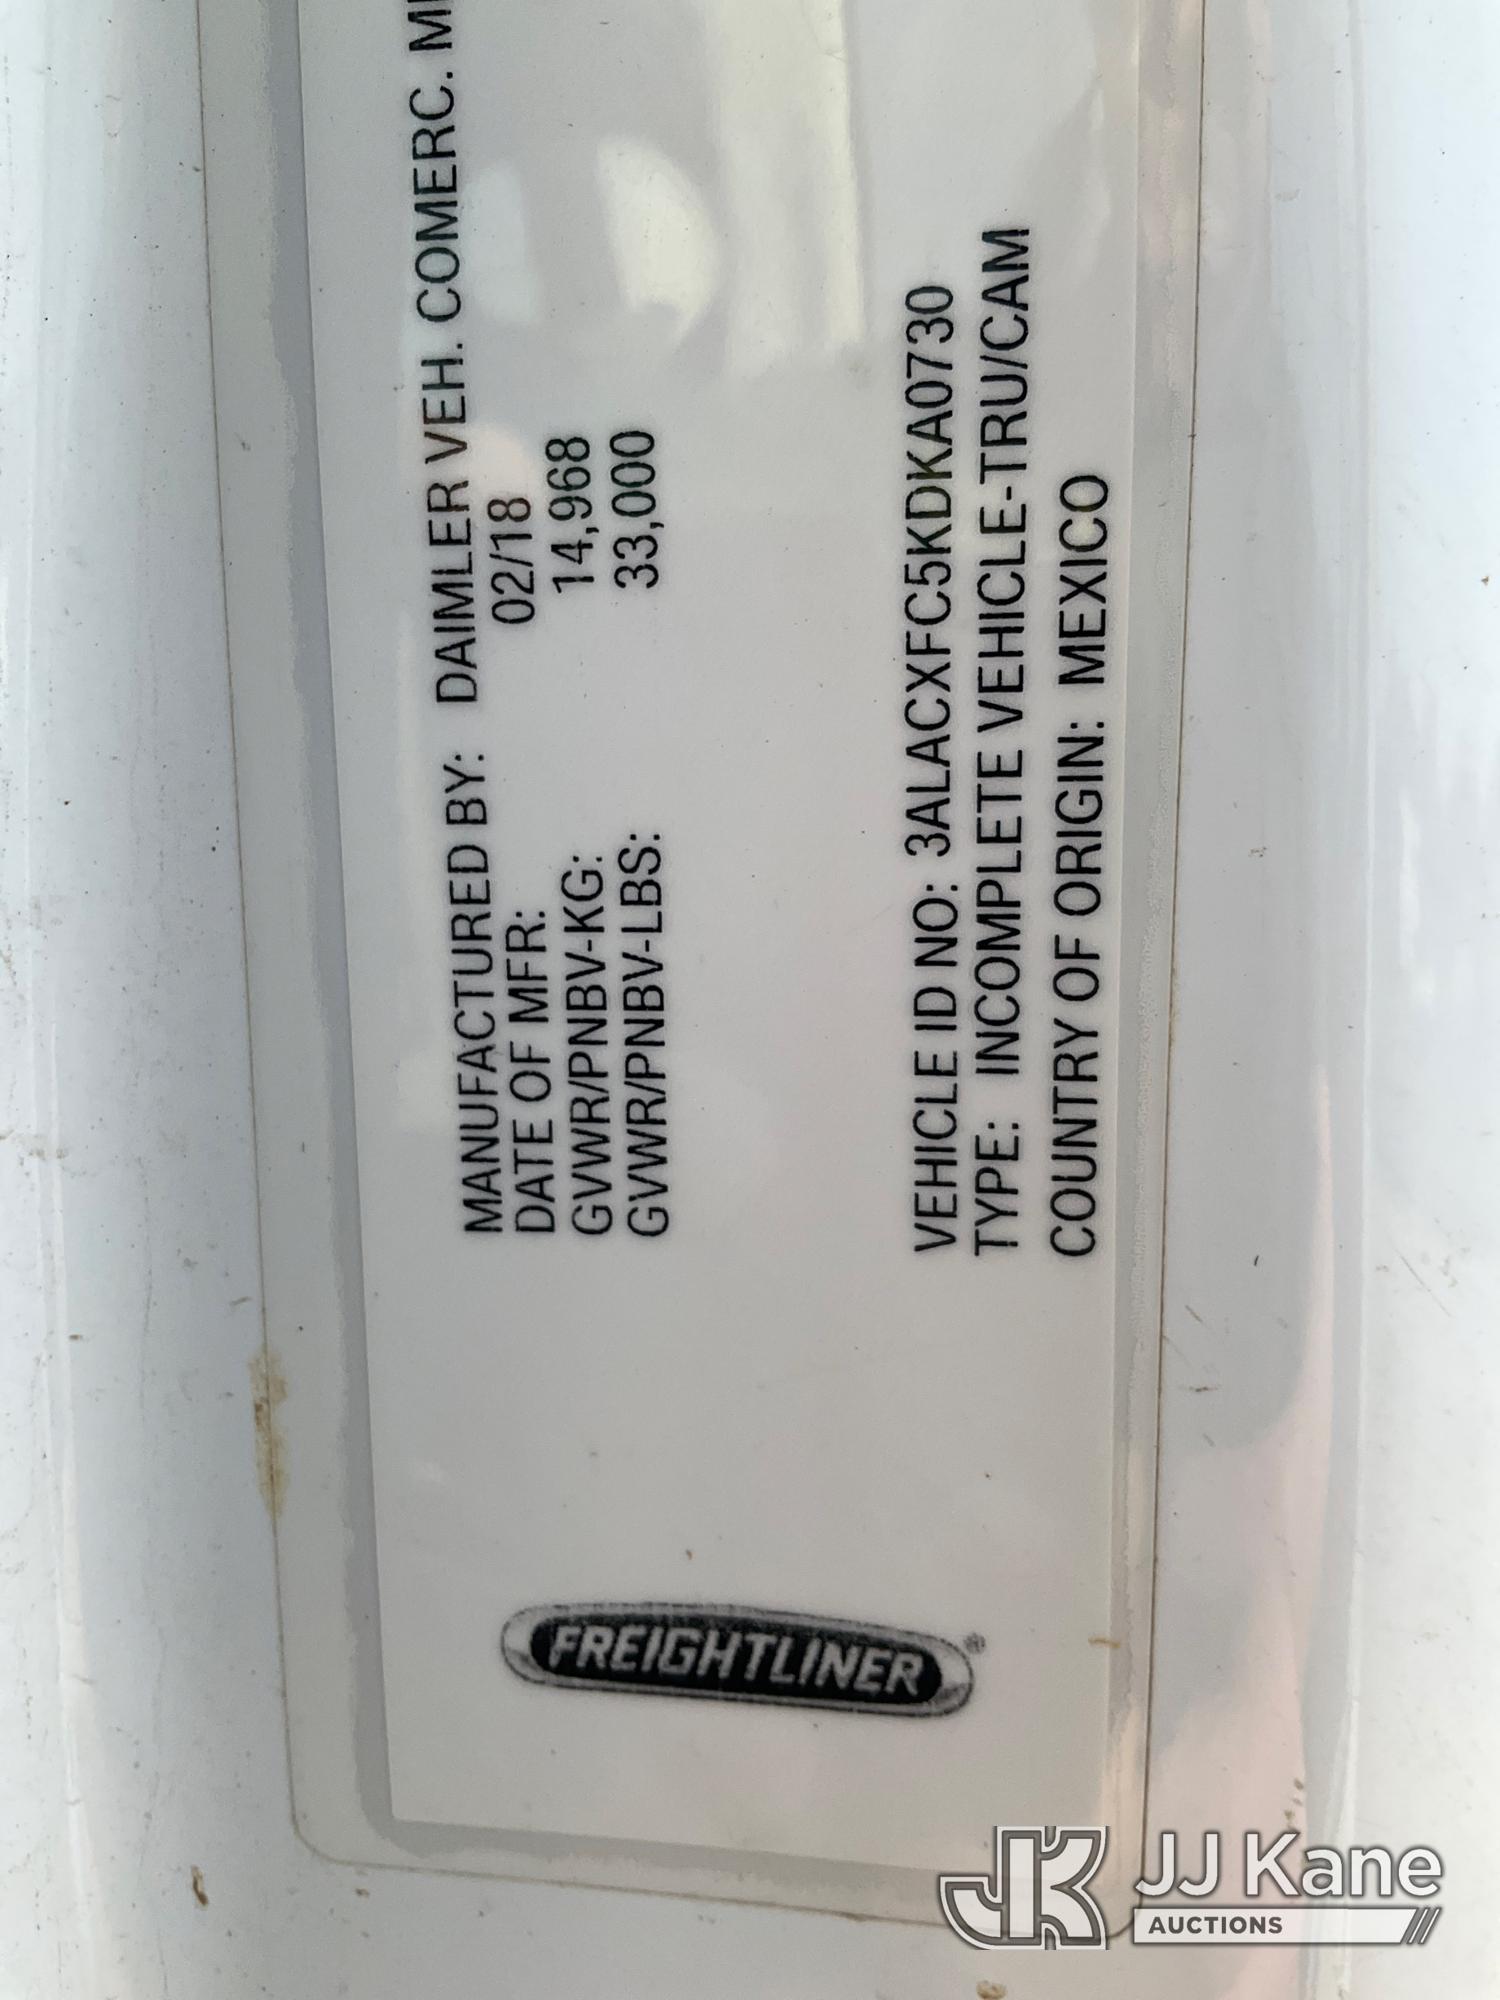 MANUFACTURED BY: DAIMLER VEH. COMERC.
DATE OF MFR: 02/18
GVWR/PNBV-KG: 14,968
GVWR/PNBV-LBS: 33,000
VEHICLE ID NO: 3ALACXFC5KDKA0730
TYPE: INCOMPLETE VEHICLE-TRU/CAM
COUNTRY OF ORIGIN: MEXICO
FREIGHTLINER®
JK JJ Kane
AUCTIONS